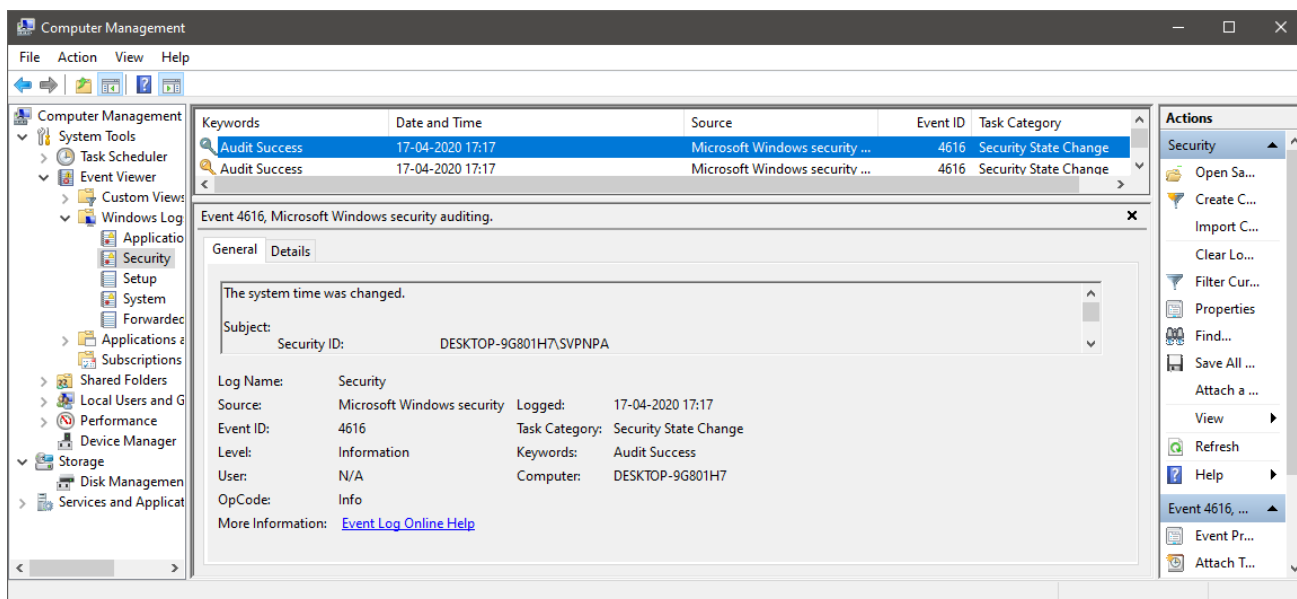 Computer Management
File Action View Help
Computer Management
System Tools
Task Scheduler
Event Viewer
Custom Views
Windows Log
Applicatio
Security
Setup
System
Forwarded
Applications a
Subscriptions
Shared Folders
Local Users and G
Performance
Device Manager
Storage
Disk Managemen
Services and Applicat
Keywords Date and Time Source Event ID Task Category
Audit Success 17-04-2020 17:17 Microsoft Windows security ... 4616 Security State Change
Audit Success 17-04-2020 17:17 Microsoft Windows security ... 4616 Security State Change
Event 4616, Microsoft Windows security auditing.
General Details
The system time was changed.
Subject:
Security ID: DESKTOP-9G801H7\SVPNPA
Log Name: Security
Source: Microsoft Windows security Logged: 17-04-2020 17:17
Event ID: 4616 Task Category: Security State Change
Level: Information Keywords: Audit Success
User: N/A Computer: DESKTOP-9G801H7
OpCode: Info
More Information: Event Log Online Help
Actions
Security
Open Sa...
Create C...
Import C...
Clear Lo...
Filter Cur...
Properties
Find...
Save All ...
Attach a ...
View
Refresh
Help
Event 4616, ...
Event Pr...
Attach T...